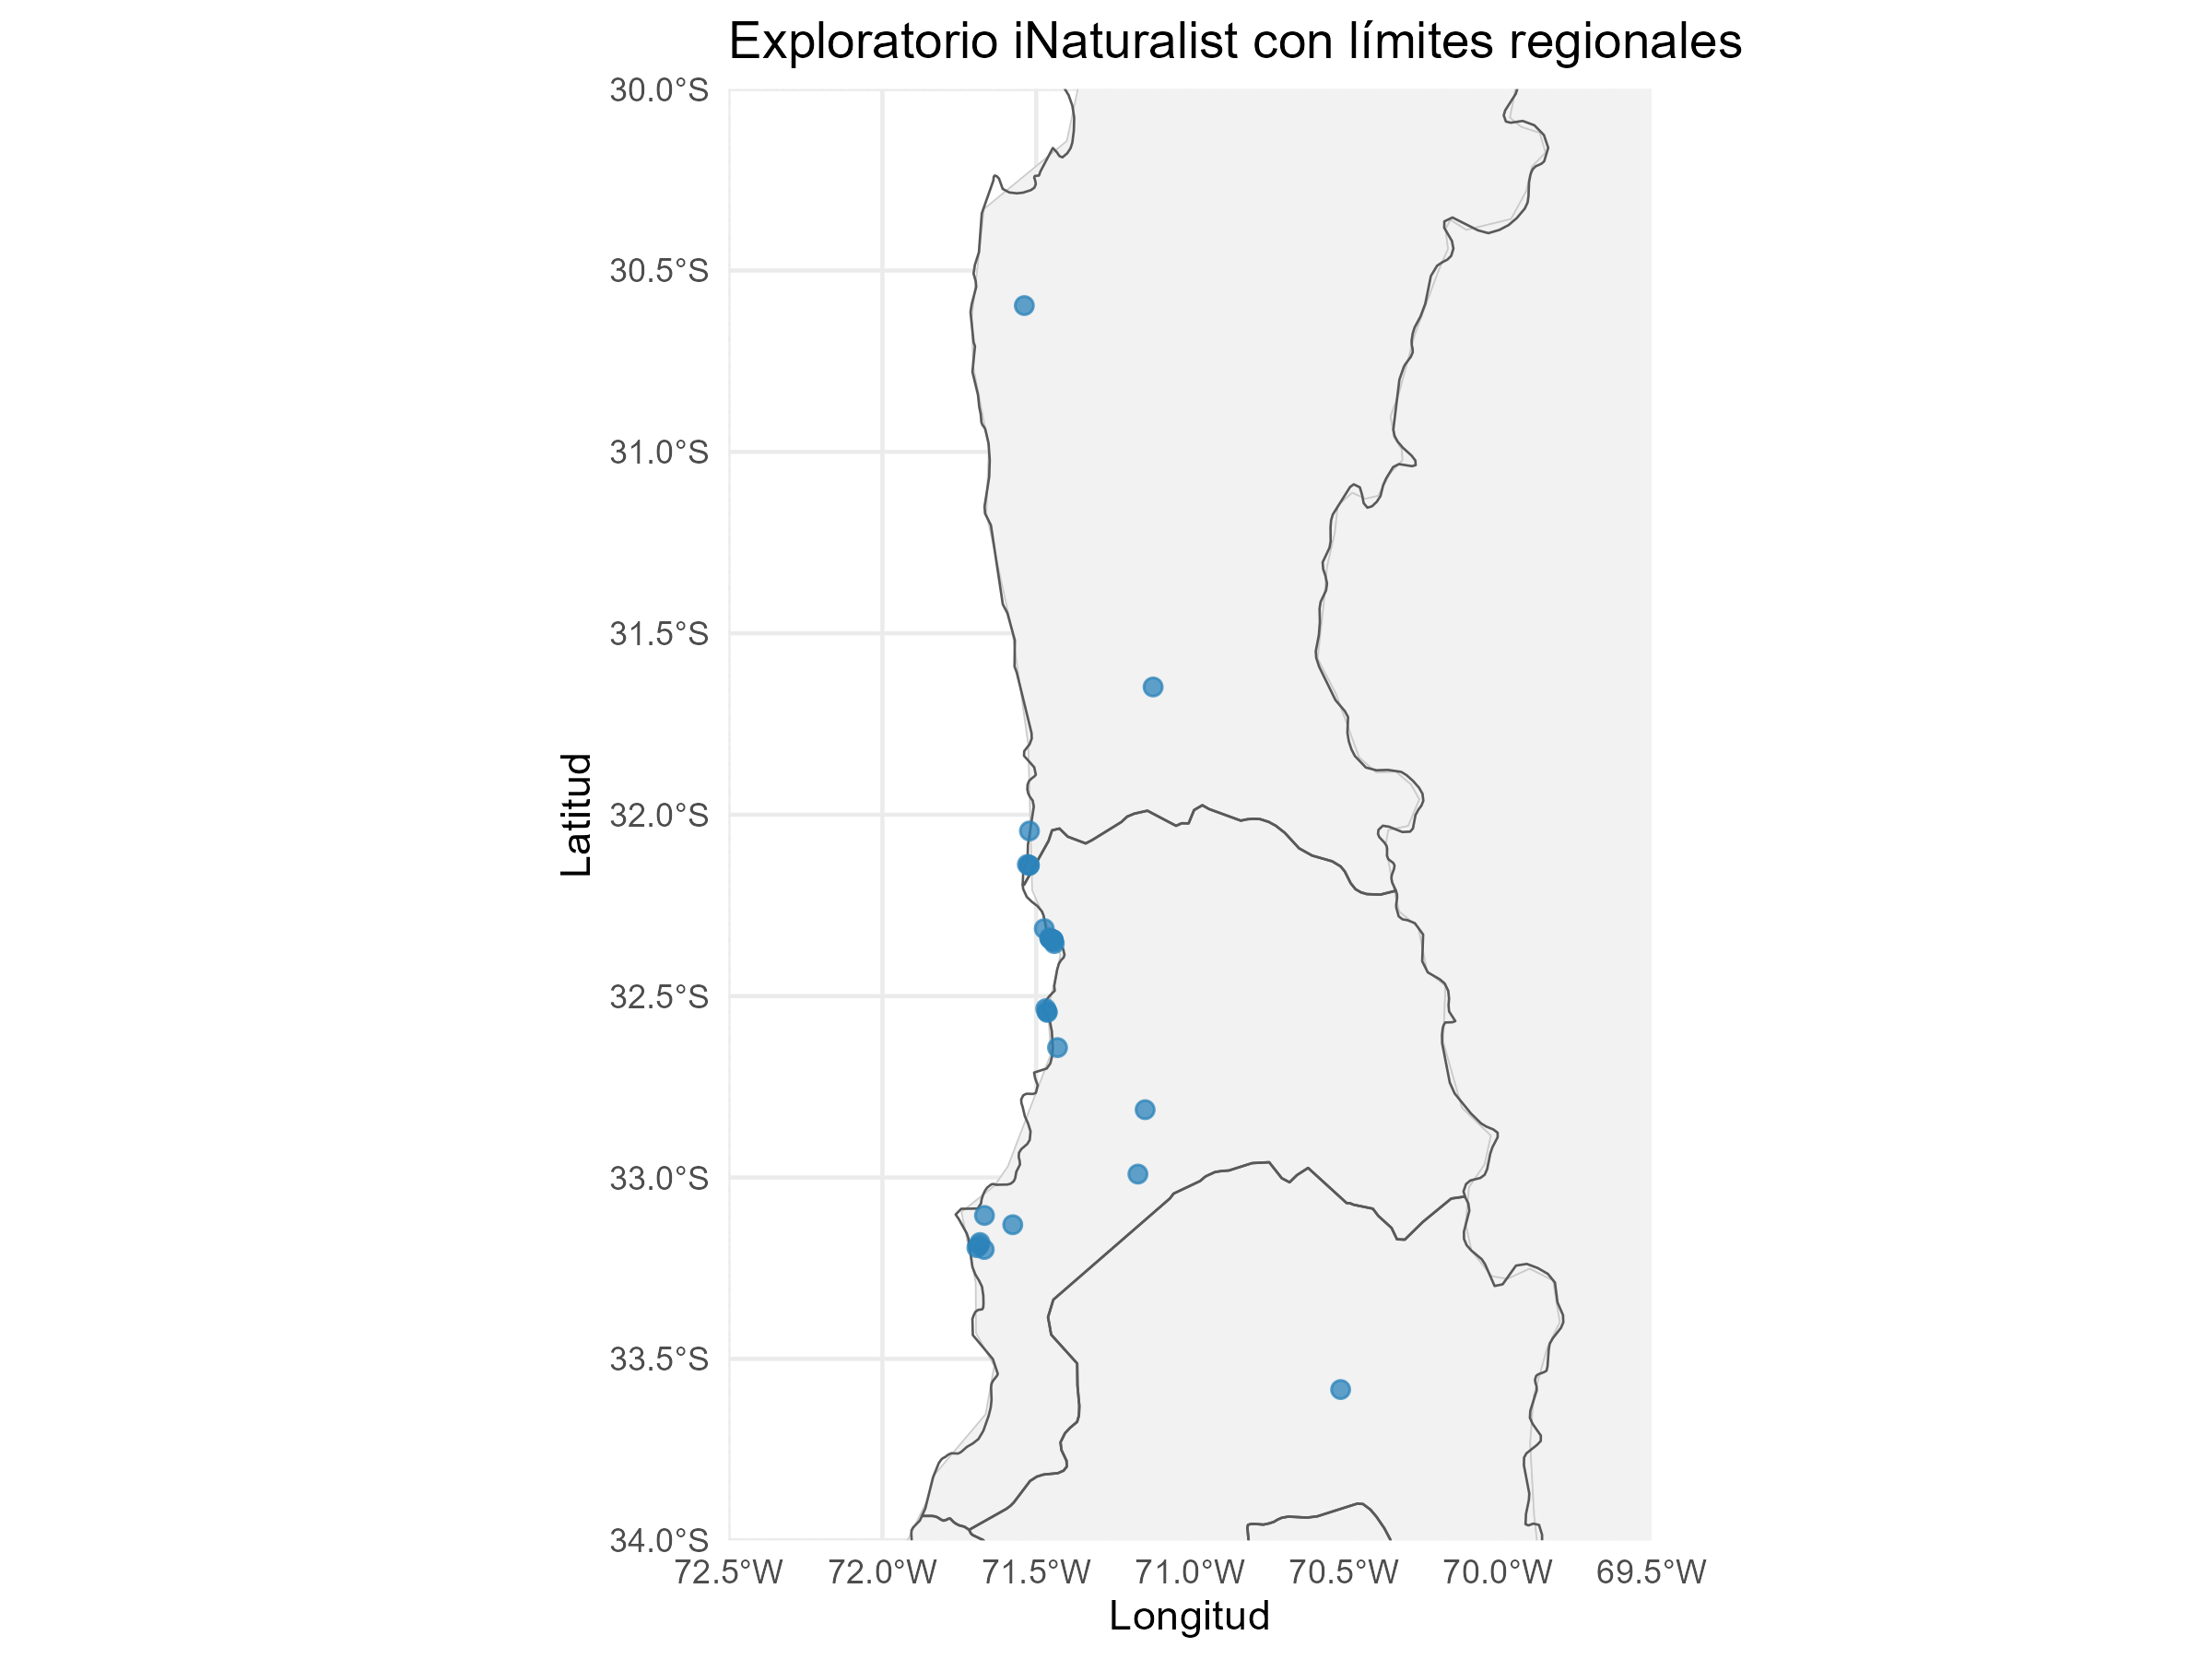 Exploratorio iNaturalist con límites regionales
30.0°S
30.5°S
31.0°S
31.5°S
32.0°S
32.5°S
33.0°S
33.5°S
34.0°S
Latitud
72.5°W 72.0°W 71.5°W 71.0°W 70.5°W 70.0°W 69.5°W
Longitud